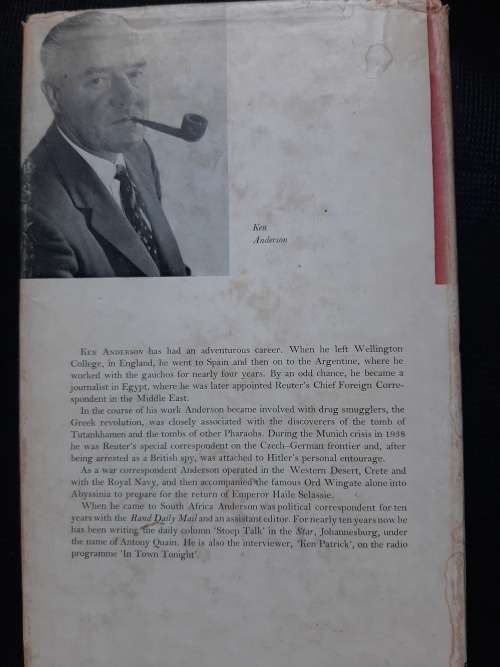 Ken
Anderson
KEN ANDERSON has had an adventurous career. When he left Wellington
College, in England, he went to Spain and then on to the Argentine, where he
worked with the gauchos for nearly four years. By an odd chance, he became a
journalist in Egypt, where he was later appointed Reuter's Chief Foreign Corre-
spondent in the Middle East.
In the course of his work Anderson became involved with drug smugglers, the
Greek revolution, was closely associated with the discoverers of the tomb of
Tutankhamen and the tombs of other Pharaohs. During the Munich crisis in 1938
he was Reuter's special correspondent on the Czech–German frontier and, after
being arrested as a British spy, was attached to Hitler's personal entourage.
As a war correspondent Anderson operated in the Western Desert, Crete and
with the Royal Navy, and then accompanied the famous Ord Wingate alone into
Abyssinia to prepare for the return of Emperor Haile Selassie.
When he came to South Africa Anderson was political correspondent for ten
years with the Rand Daily Mail and an assistant editor. For nearly ten years now he
has been writing the daily column 'Stoep Talk' in the Star, Johannesburg, under
the name of Antony Quain. He is also the interviewer, 'Ken Patrick', on the radio
programme 'In Town Tonight'.